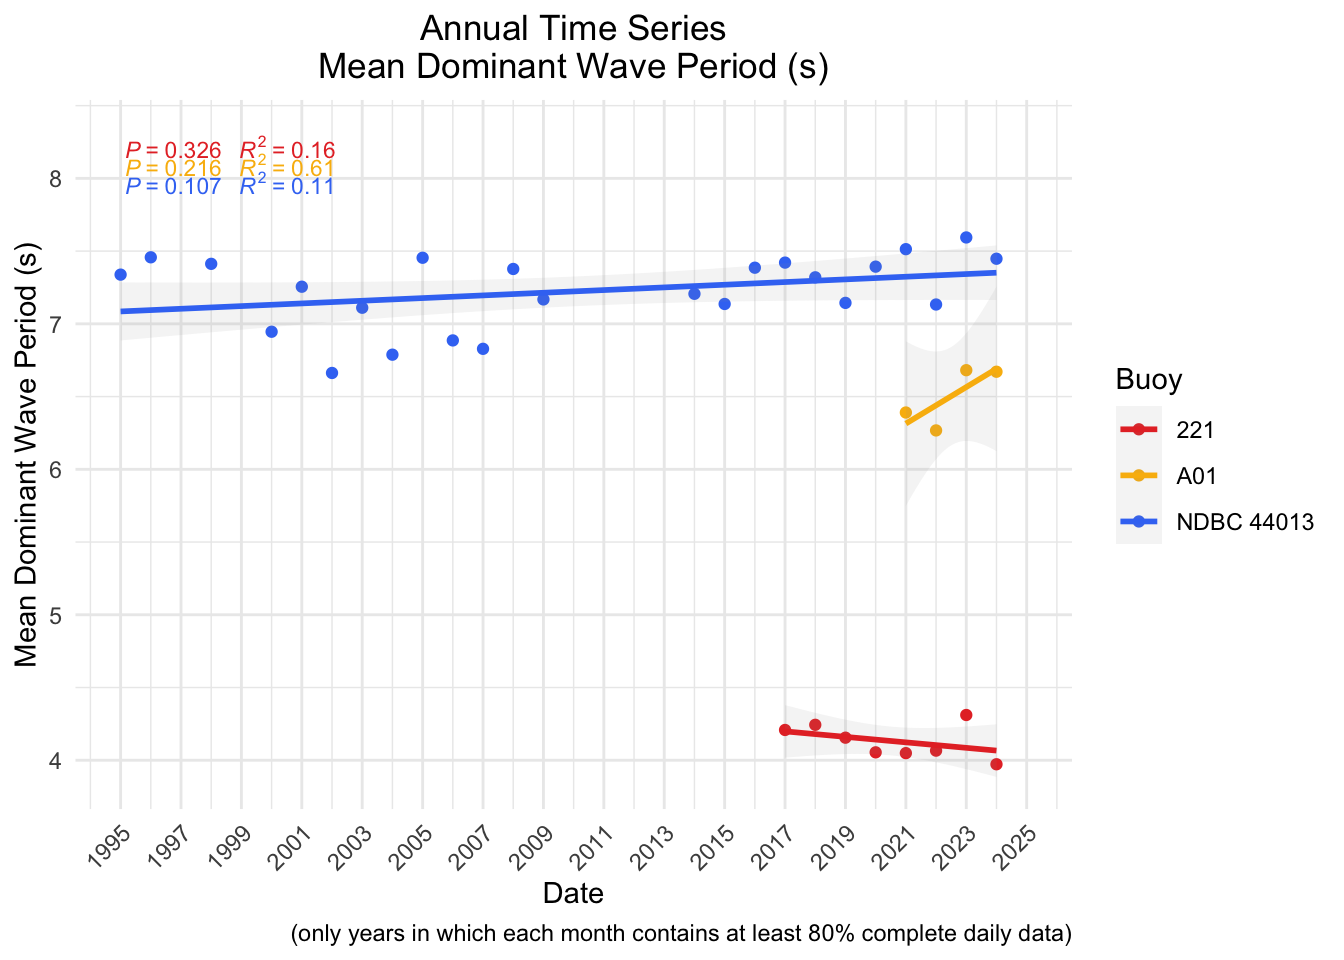 Annual Time Series
Mean Dominant Wave Period (s)
P = 0.326 R² = 0.16
P = 0.216 R² = 0.61
P = 0.107 R² = 0.11
Mean Dominant Wave Period (s)
8
7
6
5
4
1995 1997 1999 2001 2003 2005 2007 2009 2011 2013 2015 2017 2019 2021 2023 2025
Date
(only years in which each month contains at least 80% complete daily data)
Buoy
221
A01
NDBC 44013